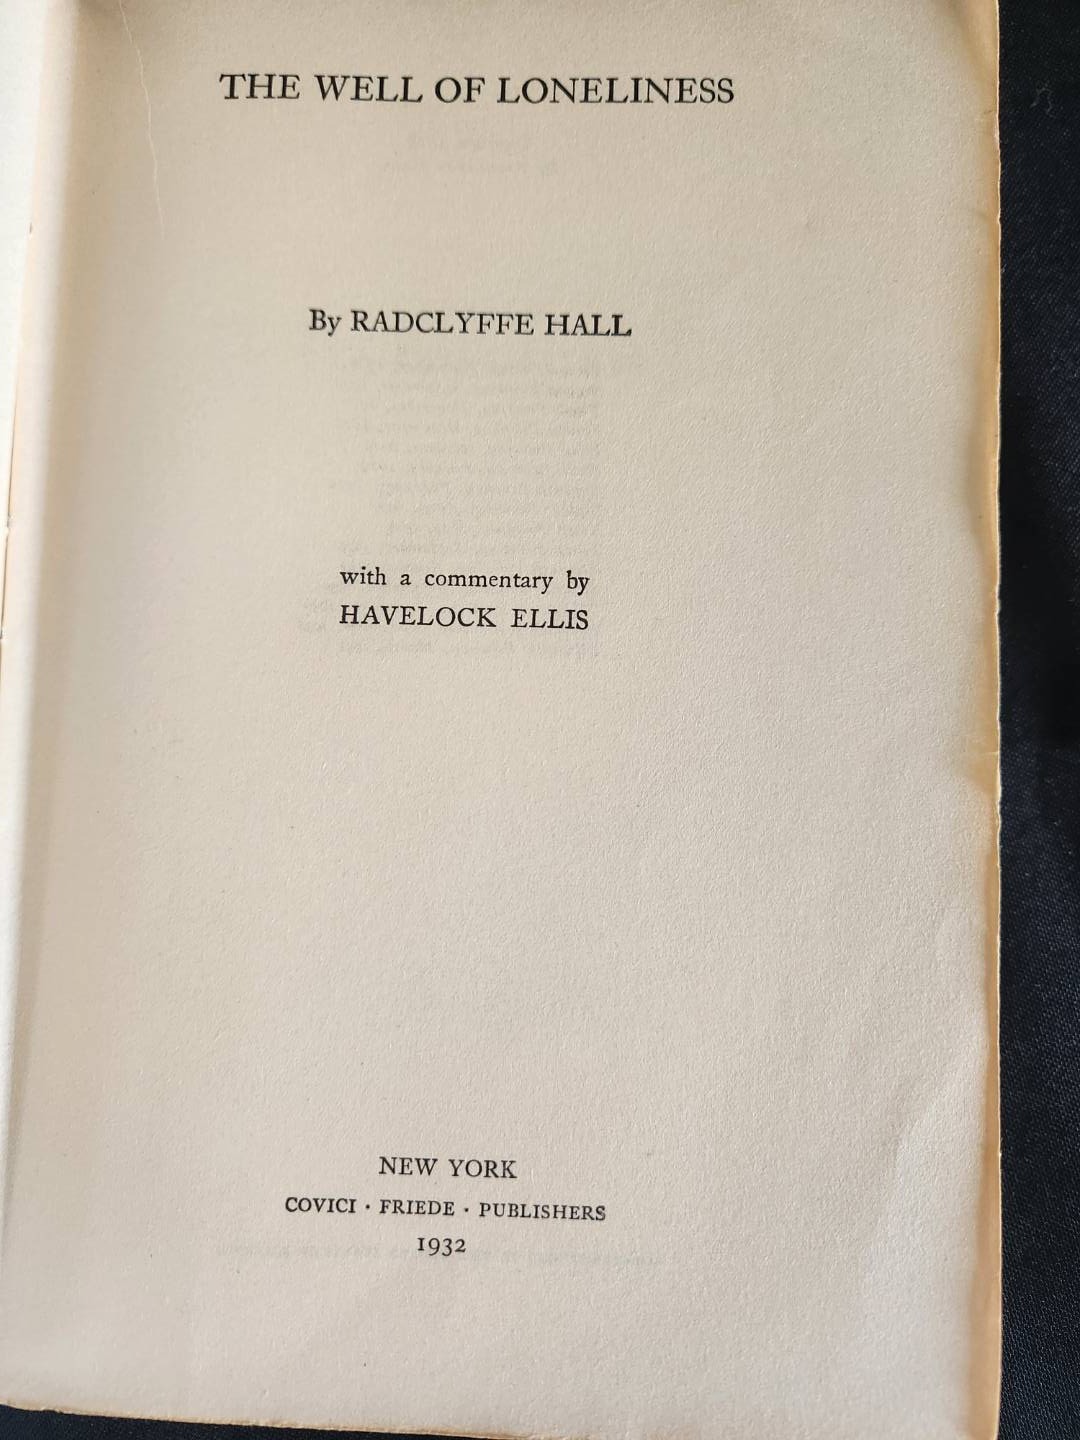 THE WELL OF LONELINESS
By RADCLYFFE HALL
with a commentary by
HAVELOCK ELLIS
NEW YORK
COVICI · FRIEDE · PUBLISHERS
1932